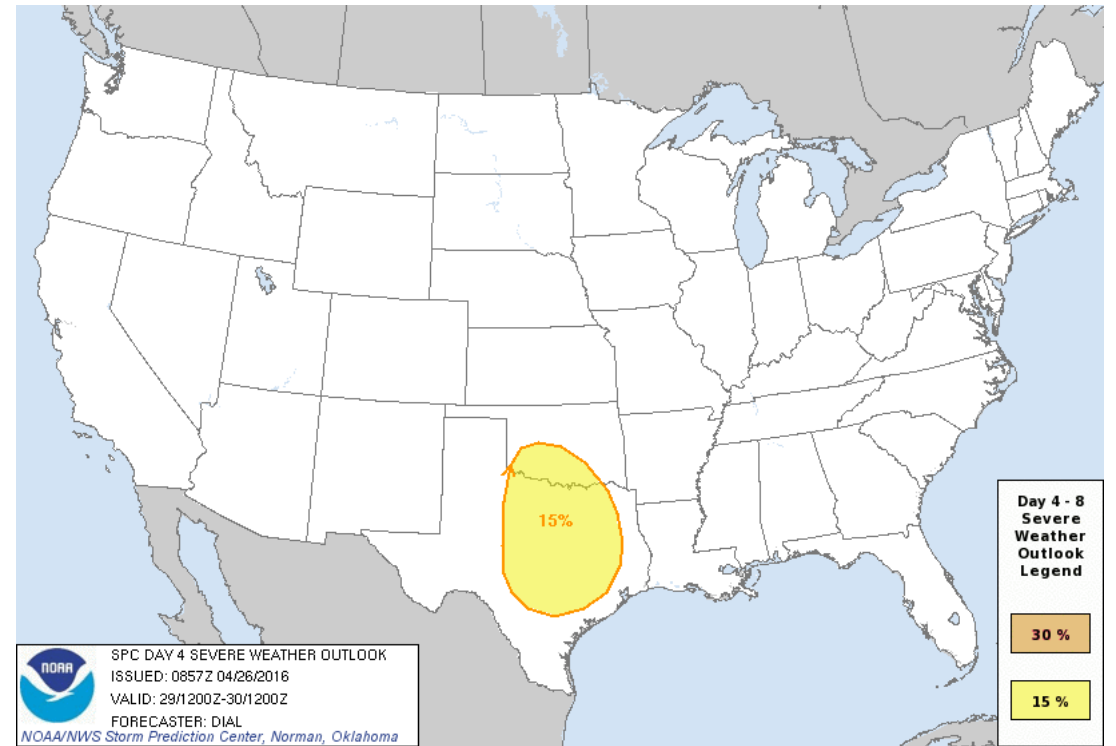 15%
Day 4 - 8
Severe
Weather
Outlook
Legend
30 %
15 %
NOAA
SPC DAY 4 SEVERE WEATHER OUTLOOK
ISSUED: 0857Z 04/26/2016
VALID: 29/1200Z-30/1200Z
FORECASTER: DIAL
NOAA/NWS Storm Prediction Center, Norman, Oklahoma